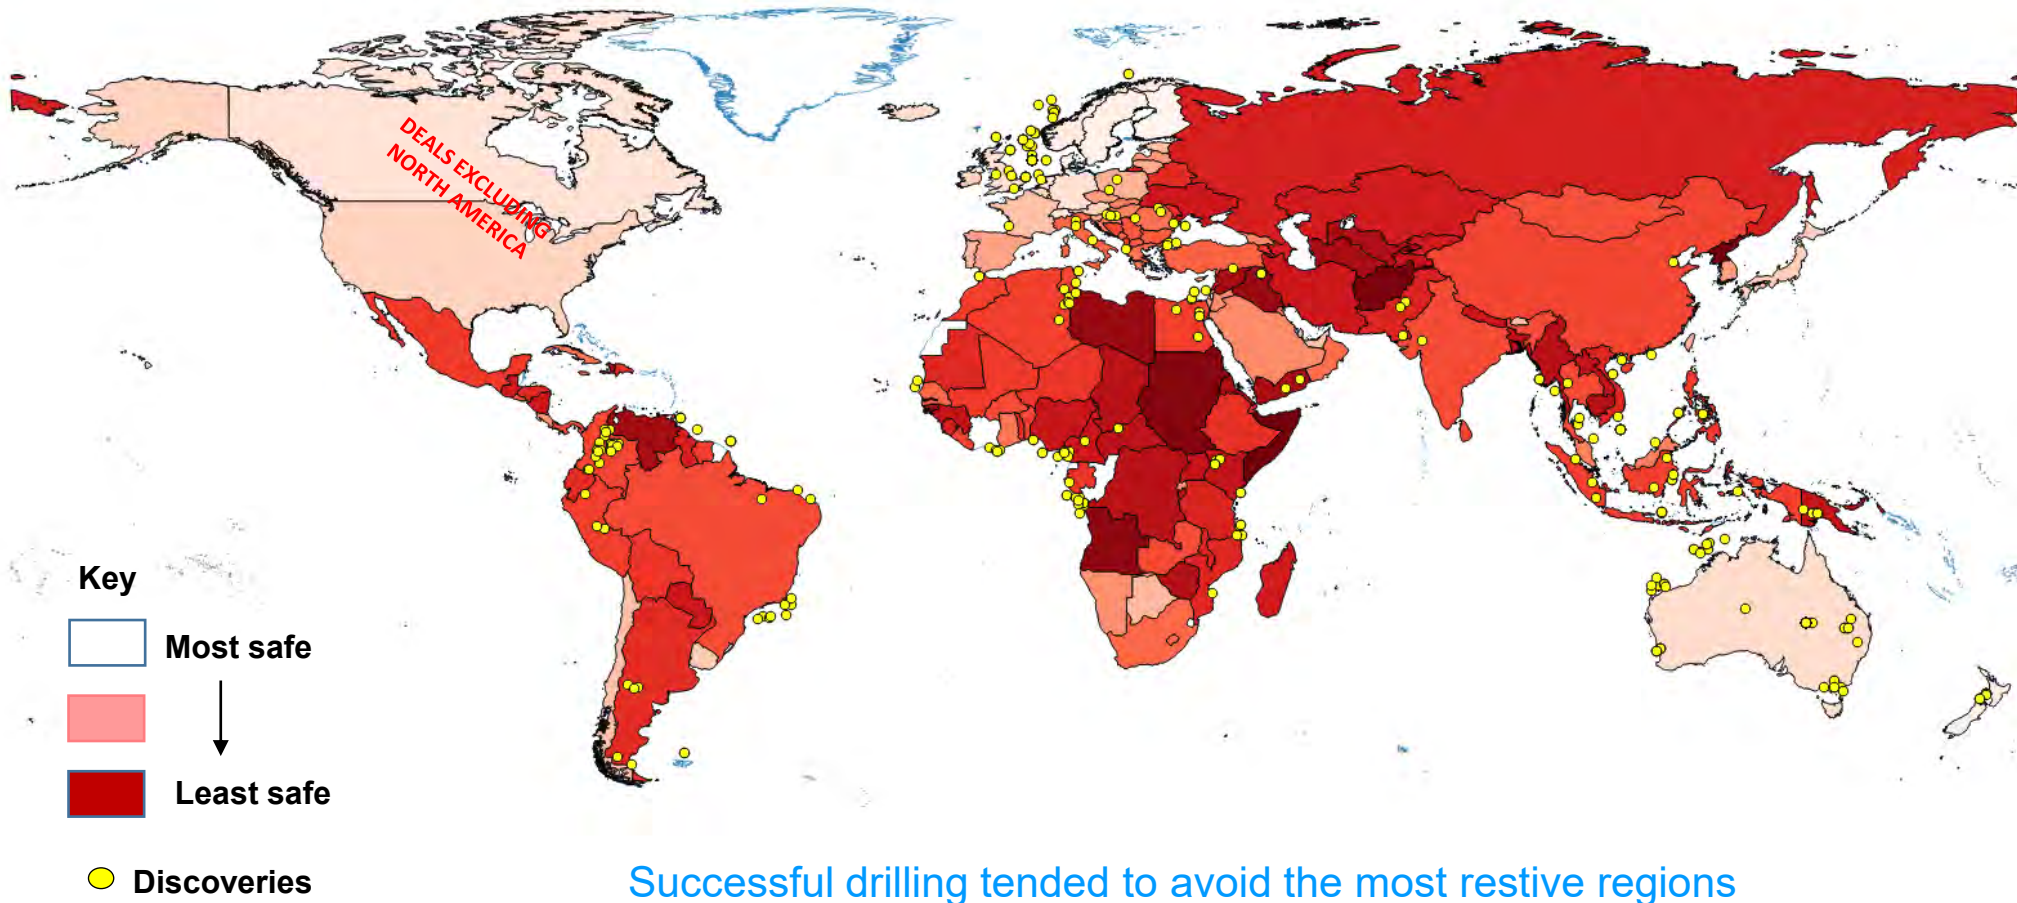 DEALS EXCLUDING
NORTH AMERICA
Key
Most safe
Least safe
Discoveries
Successful drilling tended to avoid the most restive regions